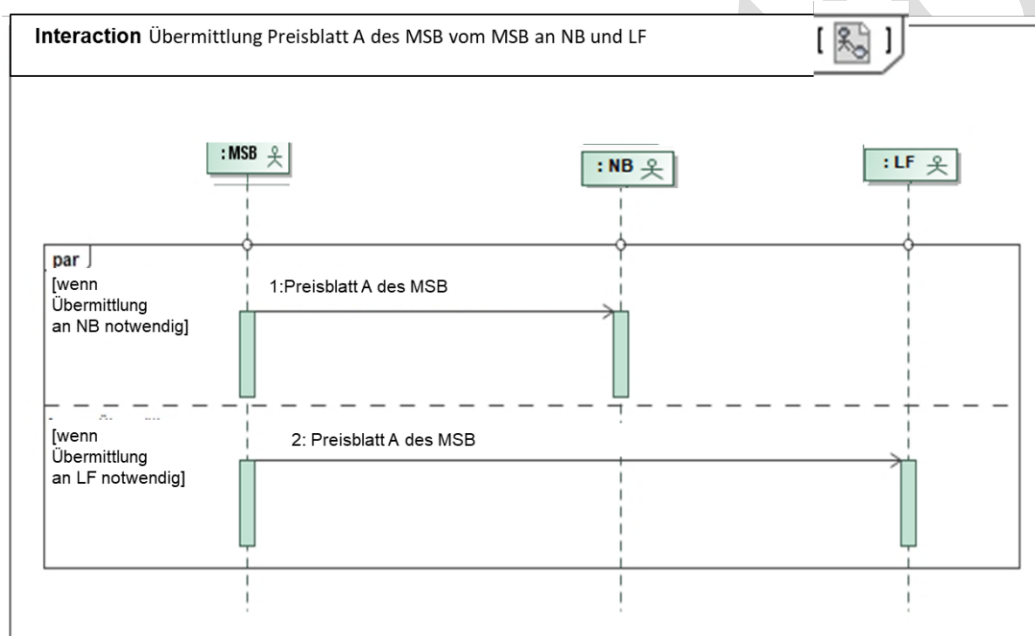 Interaction Übermittlung Preisblatt A des MSB vom MSB an NB und LF
[ ]
: MSB
: NB
: LF
par
[wenn
Übermittlung
an NB notwendig]
1:Preisblatt A des MSB
[wenn
Übermittlung
an LF notwendig]
2: Preisblatt A des MSB